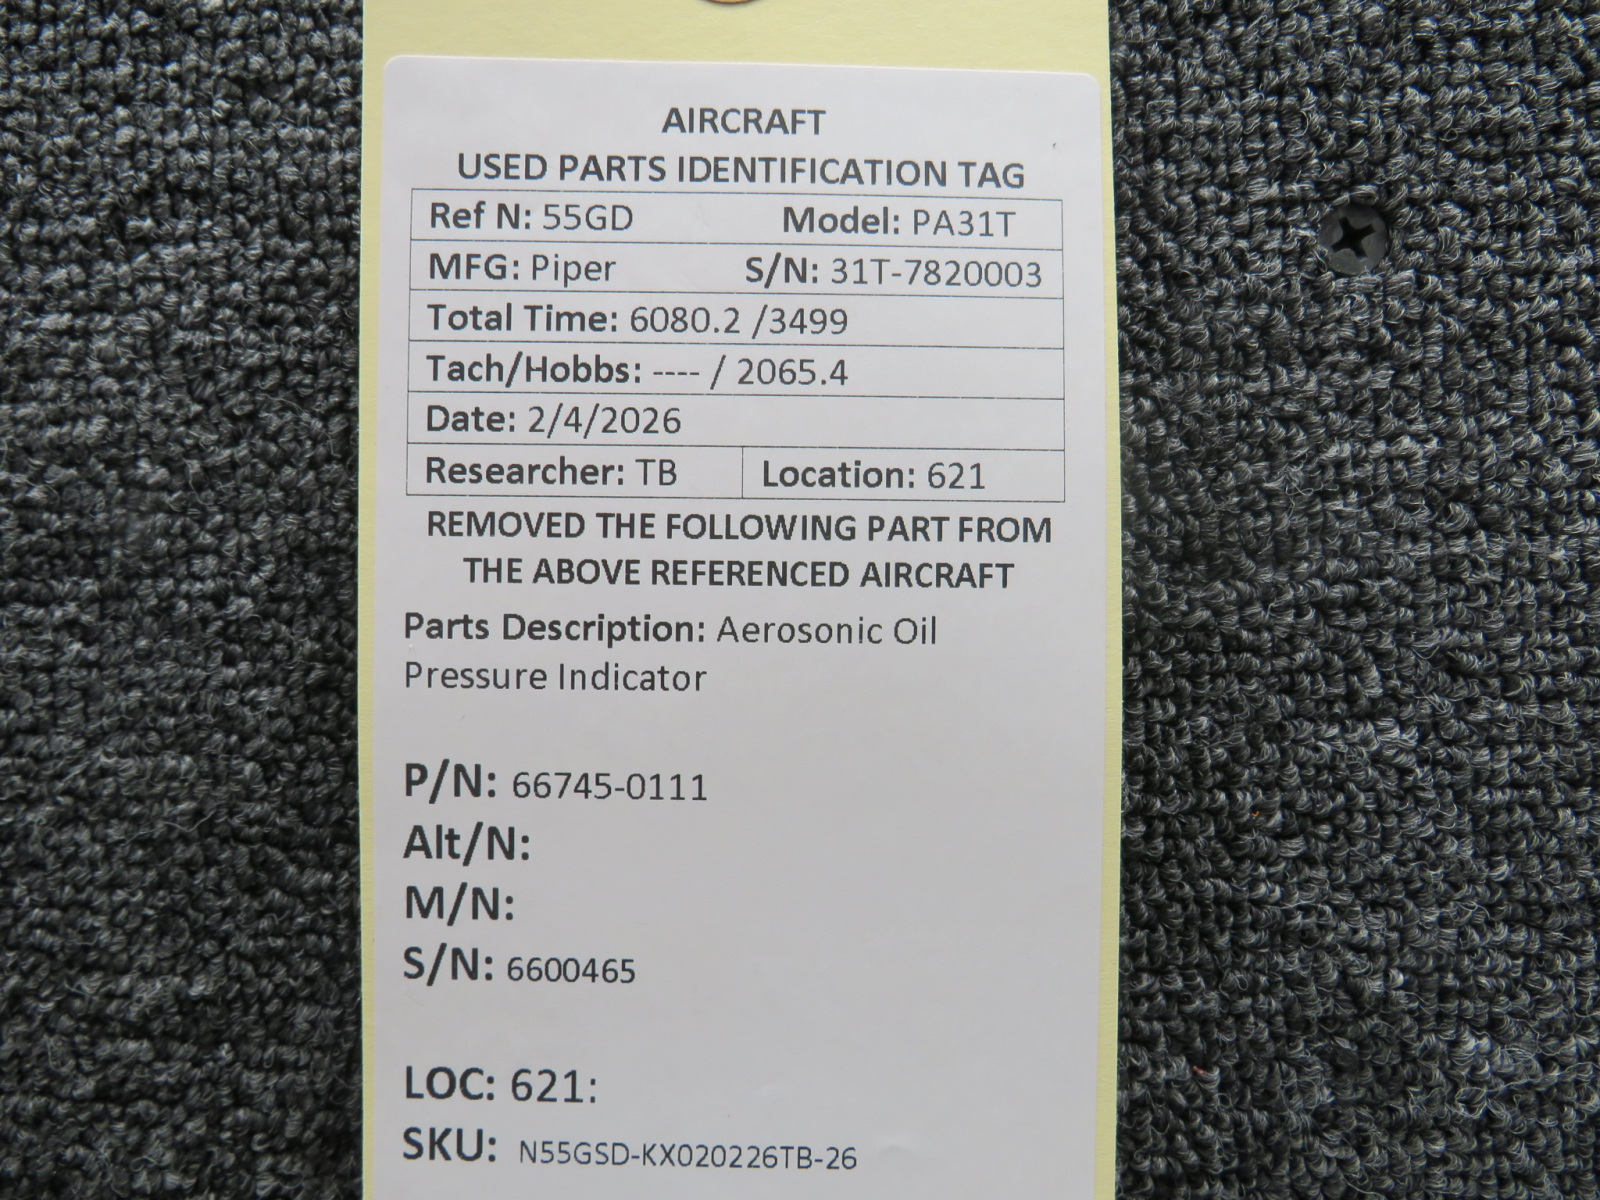 AIRCRAFT
USED PARTS IDENTIFICATION TAG
Ref N: 55GD Model: PA31T
MFG: Piper S/N: 31T-7820003
Total Time: 6080.2 /3499
Tach/Hobbs: ---- / 2065.4
Date: 2/4/2026
Researcher: TB Location: 621
REMOVED THE FOLLOWING PART FROM
THE ABOVE REFERENCED AIRCRAFT
Parts Description: Aerosonic Oil
Pressure Indicator
P/N: 66745-0111
Alt/N:
M/N:
S/N: 6600465
LOC: 621:
SKU: N55GSD-KX020226TB-26